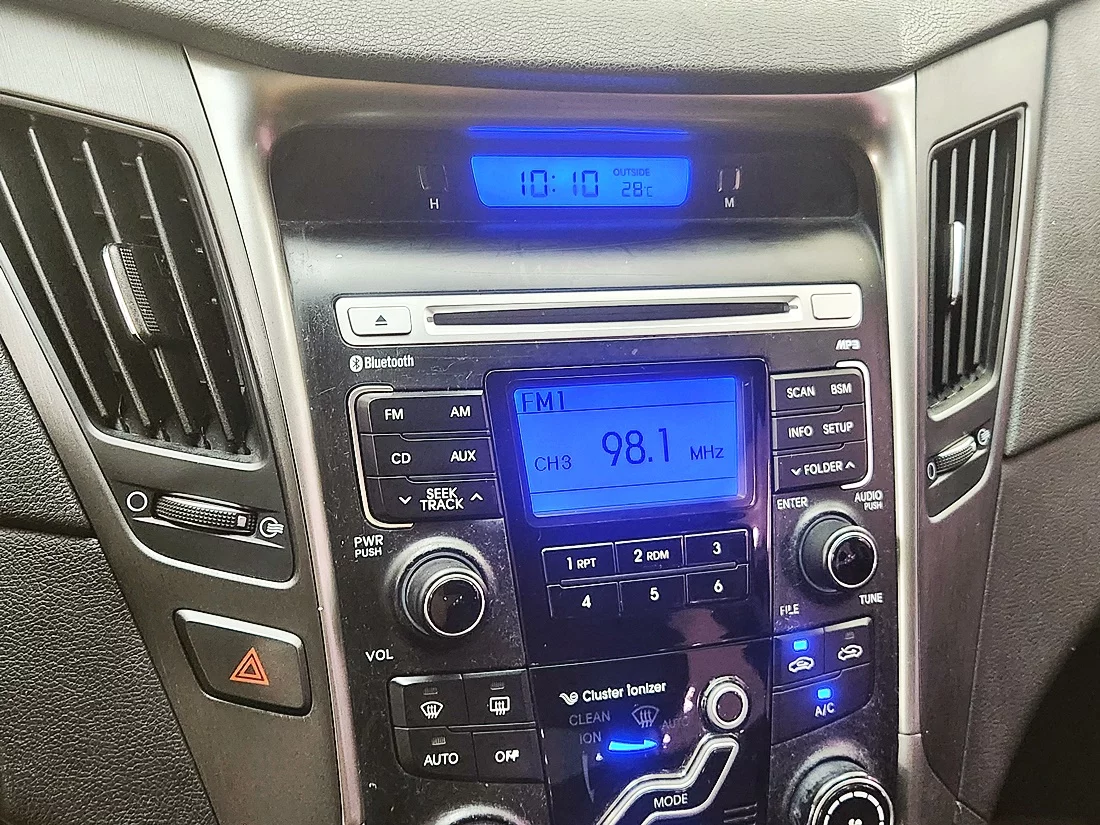 10:10 OUTSIDE 28°C
H
M
MP3
Bluetooth
FM AM
CD AUX
SEEK
TRACK
FM1
CH3 98.1 MHz
SCAN BSM
INFO SETUP
FOLDER
ENTER
AUDIO
PUSH
PWR
PUSH
1 RPT 2 RDM 3
4 5 6
VOL
FILE
TUNE
Cluster Ionizer
CLEAN
ION
AUTO
A/C
AUTO OFF
MODE